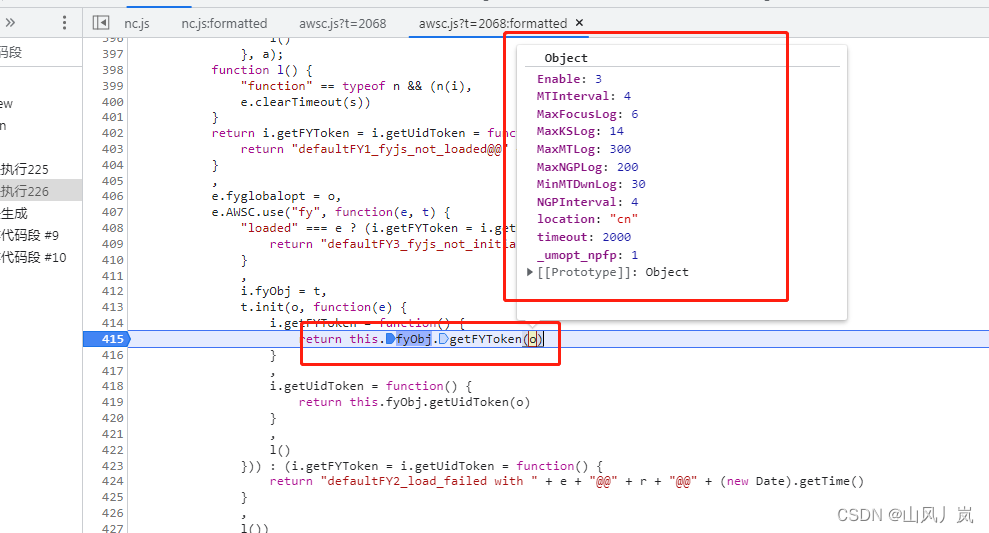 nc.js nc.js:formatted awsc.js?t=2068 awsc.js?t=2068:formatted ×
码段
ew
n
执行225
执行226
生成
代码段 #9
代码段 #10
396 l()
397 }, a);
398 function l() {
399 "function" == typeof n && (n(i),
400 e.clearTimeout(s))
401 }
402 return i.getFYToken = i.getUidToken = func
403 return "defaultFY1_fyjs_not_loaded@@"
404 }
405 ,
406 e.fyglobalopt = o,
407 e.AWSC.use("fy", function(e, t) {
408 "loaded" === e ? (i.getFYToken = i.get
409 return "defaultFY3_fyjs_not_initia
410 }
411 ,
412 i.fyObj = t,
413 t.init(o, function(e) {
414 i.getFYToken = function() {
415 return this.fyObj.getFYToken(o)
416 }
417 ,
418 i.getUidToken = function() {
419 return this.fyObj.getUidToken(o)
420 }
421 ,
422 l()
423 })) : (i.getFYToken = i.getUidToken = function() {
424 return "defaultFY2_load_failed with " + e + "@@" + r + "@@" + (new Date).getTime()
425 }
426 ,
427 l())
Object
Enable: 3
MTInterval: 4
MaxFocusLog: 6
MaxKSLog: 14
MaxMTLog: 300
MaxNGPLog: 200
MinMTDwnLog: 30
NGPInterval: 4
location: "cn"
timeout: 2000
_umopt_npfp: 1
[[Prototype]]: Object
CSDN @山风丿岚